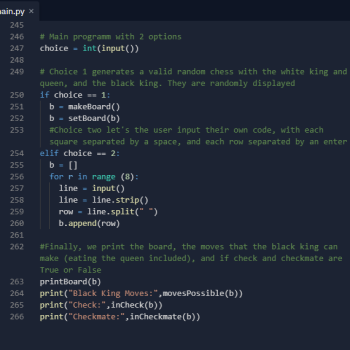 main.py ×
245
246 # Main programm with 2 options
247 choice = int(input())
248
249 # Choice 1 generates a valid random chess with the white king and
queen, and the black king. They are randomly displayed
250 if choice == 1:
251 b = makeBoard()
252 b = setBoard(b)
253 #Choice two let's the user input their own code, with each
square separated by a space, and each row separated by an enter
254 elif choice == 2:
255 b = []
256 for r in range (8):
257 line = input()
258 line = line.strip()
259 row = line.split(" ")
260 b.append(row)
261
262 #Finally, we print the board, the moves that the black king can
make (eating the queen included), and if check and checkmate are
True or False
263 printBoard(b)
264 print("Black King Moves:",movesPossible(b))
265 print("Check:",inCheck(b))
266 print("Checkmate:",inCheckmate(b))